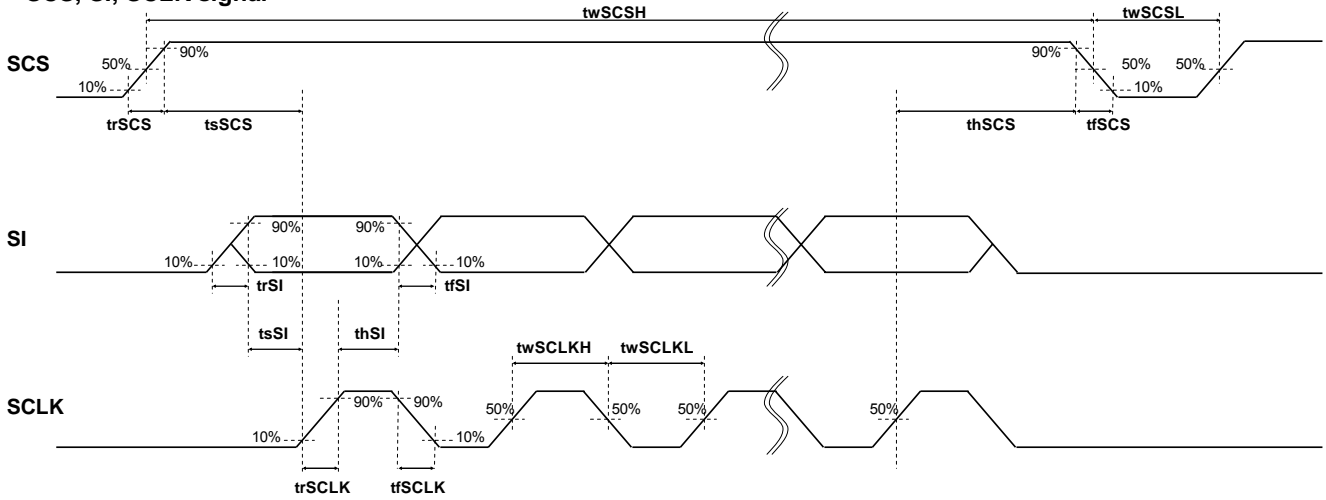 SCS, SI, SCLK signal
twSCSH
twSCSL
SCS
90%
90%
50%
50%
50%
10%
10%
trSCS
tsSCS
thSCS
tfSCS
SI
90%
90%
10%
10%
10%
10%
trSI
tfSI
tsSI
thSI
twSCLKH
twSCLKL
SCLK
90%
90%
50%
50%
50%
50%
10%
10%
trSCLK
tfSCLK